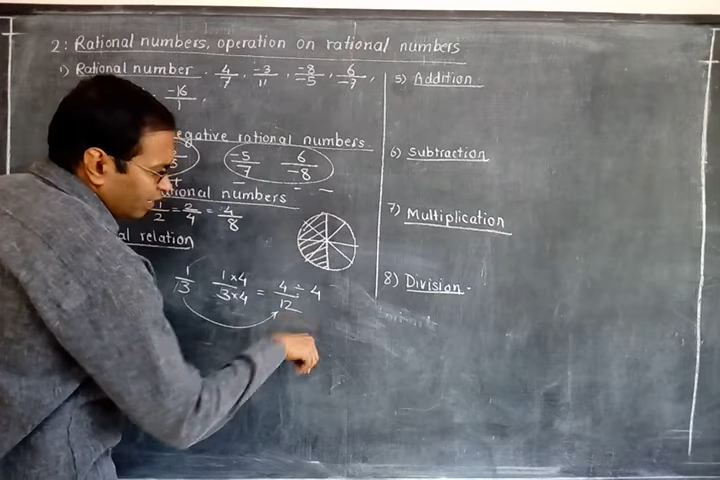 2: Rational numbers, operation on rational numbers
1) Rational number, 4/7, -3/11, -8/-5, 6/-7,
-16/1,
egative rational numbers
-5/7 6/-8
+ - - -
tional numbers
1/2 = 2/4 = 4/8
al relation
1/3 1×4/3×4 = 4/12 ÷ 4
5) Addition
6) Subtraction
7) Multiplication
8) Division